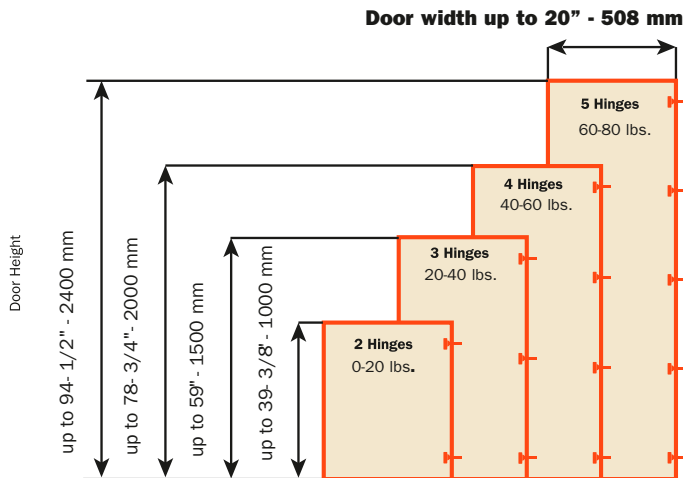 Door width up to 20” - 508 mm
5 Hinges
60-80 lbs.
4 Hinges
40-60 lbs.
3 Hinges
20-40 lbs.
2 Hinges
0-20 lbs.
Door Height
up to 94- 1/2" - 2400 mm
up to 78- 3/4"- 2000 mm
up to 59" - 1500 mm
up to 39- 3/8" - 1000 mm